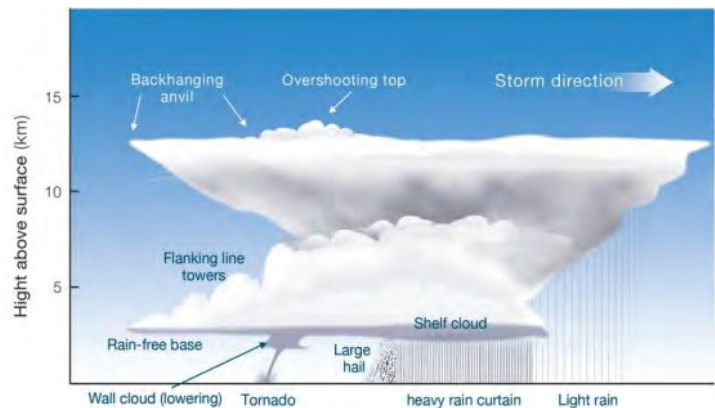 Backhanging
anvil
Overshooting top
Storm direction
15
10
5
Hight above surface (km)
Flanking line
towers
Shelf cloud
Rain-free base
Large
hail
Wall cloud (lowering)
Tornado
heavy rain curtain
Light rain